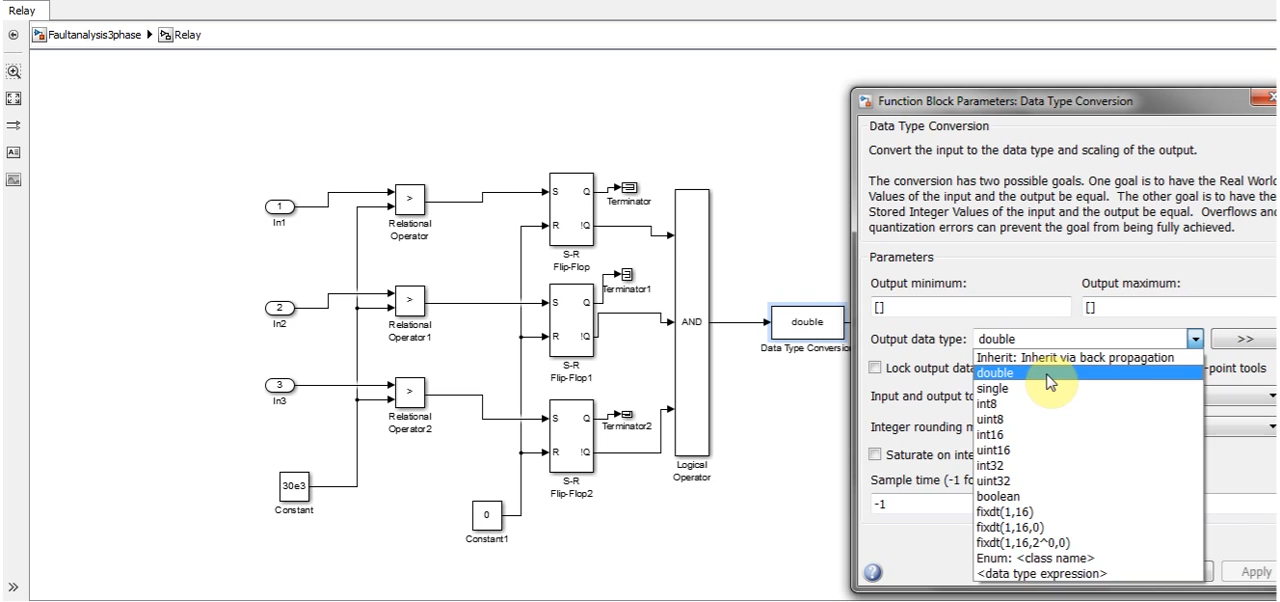 Relay
Faultanalysis3phase ▶ Relay
1
In1
>
Relational
Operator
S Q
R !Q
S-R
Flip-Flop
Terminator
2
In2
>
Relational
Operator1
S Q
R !Q
S-R
Flip-Flop1
Terminator1
3
In3
>
Relational
Operator2
S Q
R !Q
S-R
Flip-Flop2
Terminator2
30e3
Constant
0
Constant1
AND
Logical
Operator
double
Data Type Conversio
Function Block Parameters: Data Type Conversion
Data Type Conversion
Convert the input to the data type and scaling of the output.
The conversion has two possible goals. One goal is to have the Real World
Values of the input and the output be equal. The other goal is to have the
Stored Integer Values of the input and the output be equal. Overflows and
quantization errors can prevent the goal from being fully achieved.
Parameters
Output minimum: Output maximum:
[] []
Output data type: double >>
Lock output dat -point tools
Input and output to
Integer rounding m
Saturate on inte
Sample time (-1 fo
-1
Inherit: Inherit via back propagation
double
single
int8
uint8
int16
uint16
int32
uint32
boolean
fixdt(1,16)
fixdt(1,16,0)
fixdt(1,16,2^0,0)
Enum: <class name>
<data type expression>
Apply